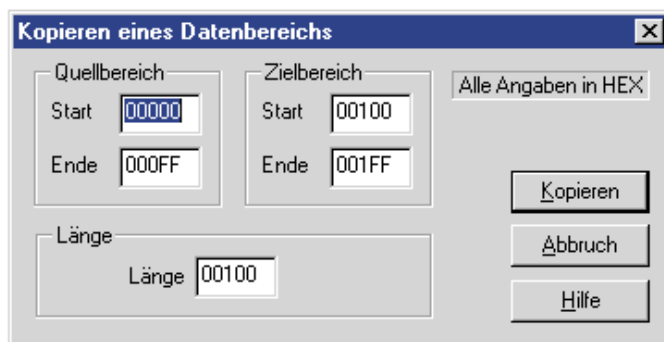 Kopieren eines Datenbereichs
Quellbereich
Start 00000
Ende 000FF
Zielbereich
Start 00100
Ende 001FF
Alle Angaben in HEX
Länge
Länge 00100
Kopieren
Abbruch
Hilfe